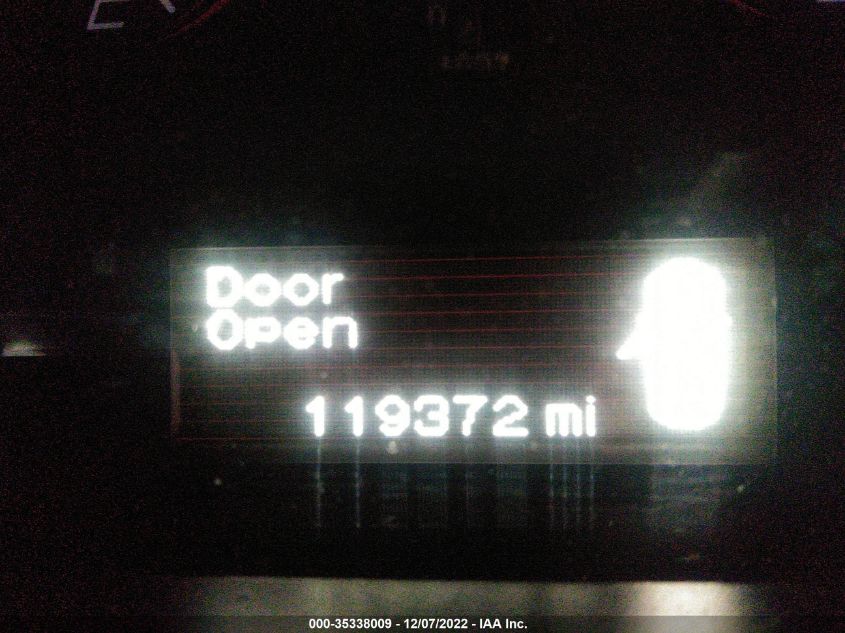 Door
Open
119372 mi
000-35338009 - 12/07/2022 - IAA Inc.